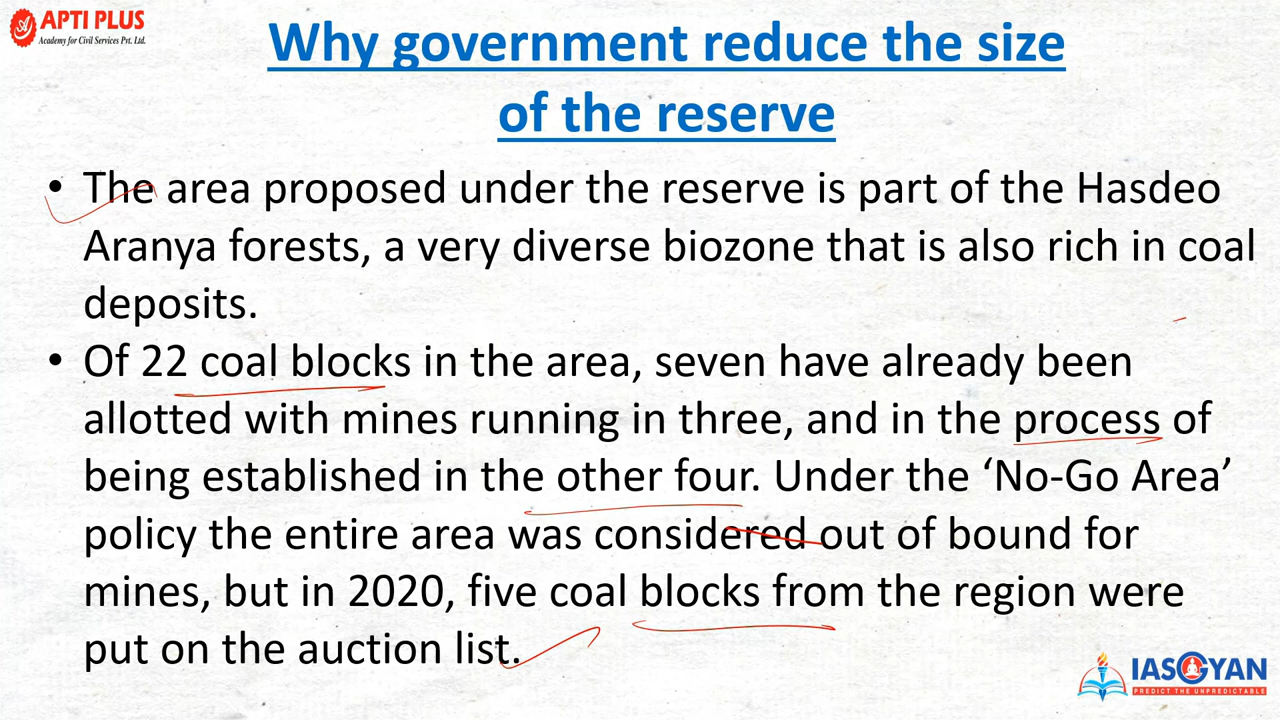 APTI PLUS
Academy for Civil Services Pvt. Ltd.
Why government reduce the size
of the reserve
• The area proposed under the reserve is part of the Hasdeo
Aranya forests, a very diverse biozone that is also rich in coal
deposits.
• Of 22 coal blocks in the area, seven have already been
allotted with mines running in three, and in the process of
being established in the other four. Under the ‘No-Go Area’
policy the entire area was considered out of bound for
mines, but in 2020, five coal blocks from the region were
put on the auction list.
IASGYAN
PREDICT THE UNPREDICTABLE